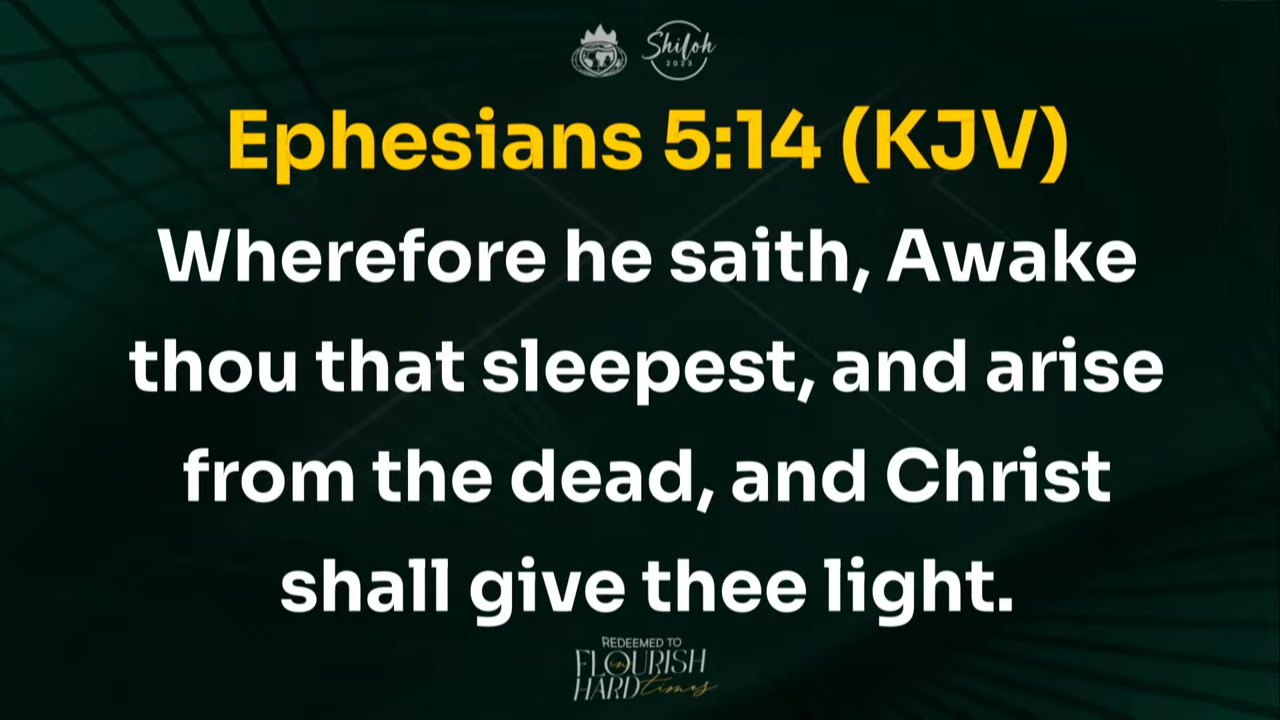 Shiloh
2023
Ephesians 5:14 (KJV)
Wherefore he saith, Awake
thou that sleepest, and arise
from the dead, and Christ
shall give thee light.
REDEEMED TO
FLOURISH
in
HARD times